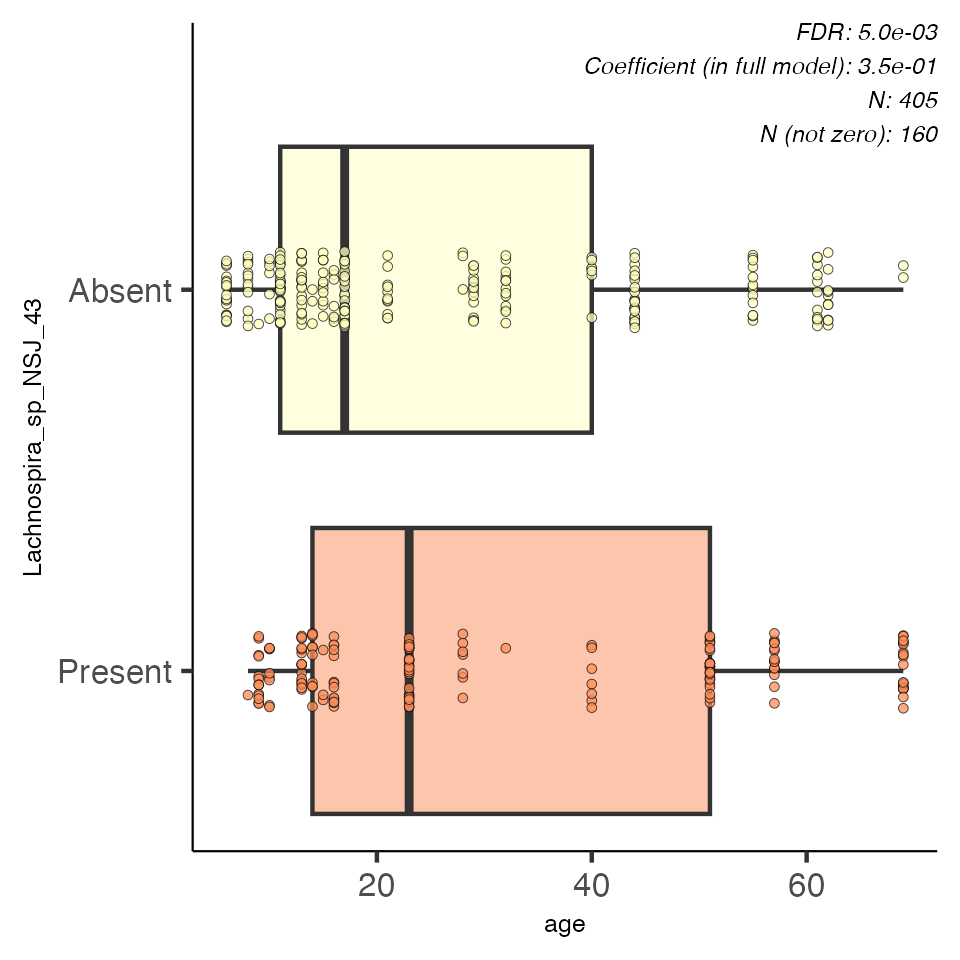 FDR: 5.0e-03
Coefficient (in full model): 3.5e-01
N: 405
N (not zero): 160
Absent
Present
Lachnospira_sp_NSJ_43
20 40 60
age